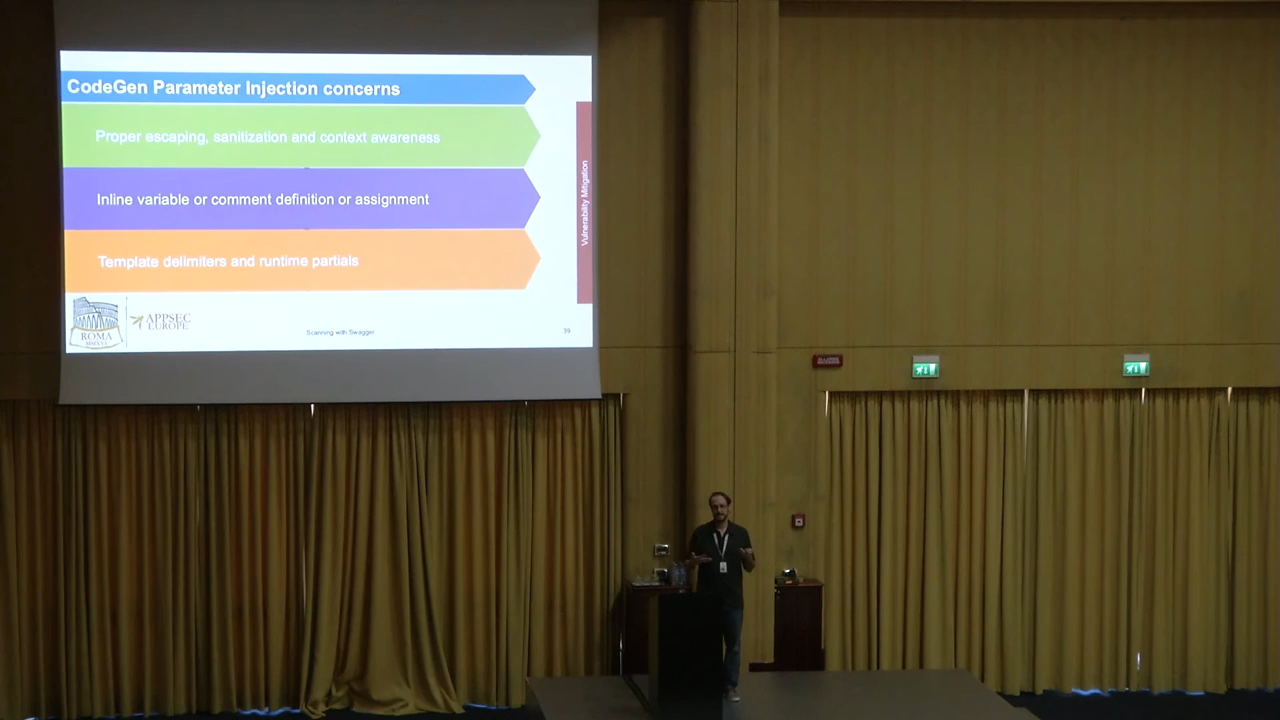 CodeGen Parameter Injection concerns
Proper escaping, sanitization and context awareness
Inline variable or comment definition or assignment
Template delimiters and runtime partials
Vulnerability Mitigation
ROMA
APPSEC
EUROPE
Scanning with Swagger
39